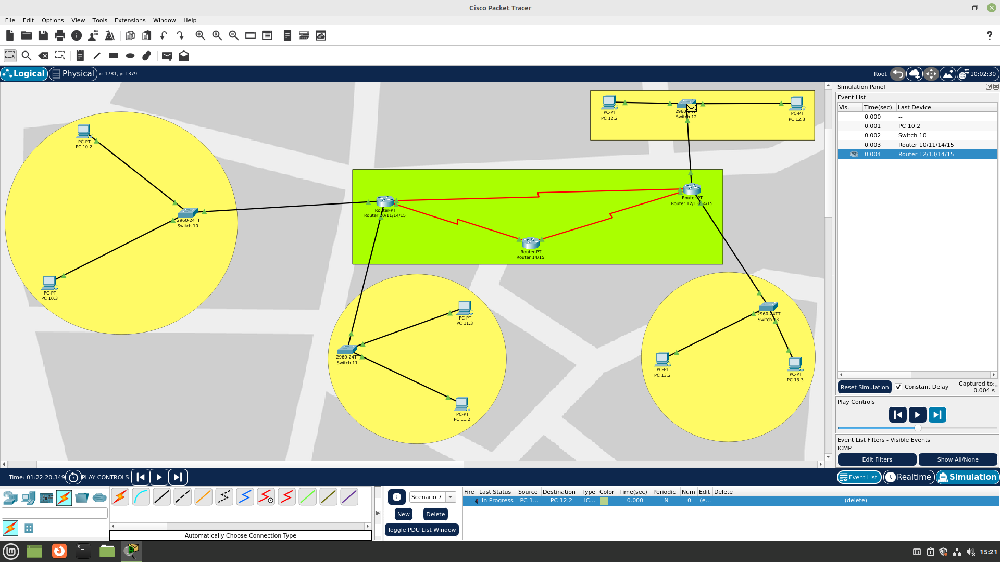 Cisco Packet Tracer
File Edit Options View Tools Extensions Window Help
Logical Physical x: 1781, y: 1379 Root 10:02:30
PC-PT
PC 10.2
2960-24TT
Switch 10
PC-PT
PC 10.3
PC-PT
PC 12.2
Switch 12
PC-PT
PC 12.3
Router-PT
Router 10/11/14/15
Router-PT
Router 12/13/14/15
Router-PT
Router 14/15
PC-PT
PC 11.3
2960-24TT
Switch 11
PC-PT
PC 11.2
2960-24TT
Switch 13
PC-PT
PC 13.2
PC-PT
PC 13.3
Simulation Panel
Event List
Vis. Time(sec) Last Device
0.000 --
0.001 PC 10.2
0.002 Switch 10
0.003 Router 10/11/14/15
0.004 Router 12/13/14/15
Reset Simulation Constant Delay Captured to:
0.004 s
Play Controls
Event List Filters - Visible Events
ICMP
Edit Filters Show All/None
Time: 01:22:20.349 PLAY CONTROLS: Event List Realtime Simulation
Automatically Choose Connection Type
Scenario 7
New Delete
Toggle PDU List Window
Fire Last Status Source Destination Type Color Time(sec) Periodic Num Edit Delete
In Progress PC 1... PC 12.2 IC... 0.000 N 0 (e... (delete)
15:21